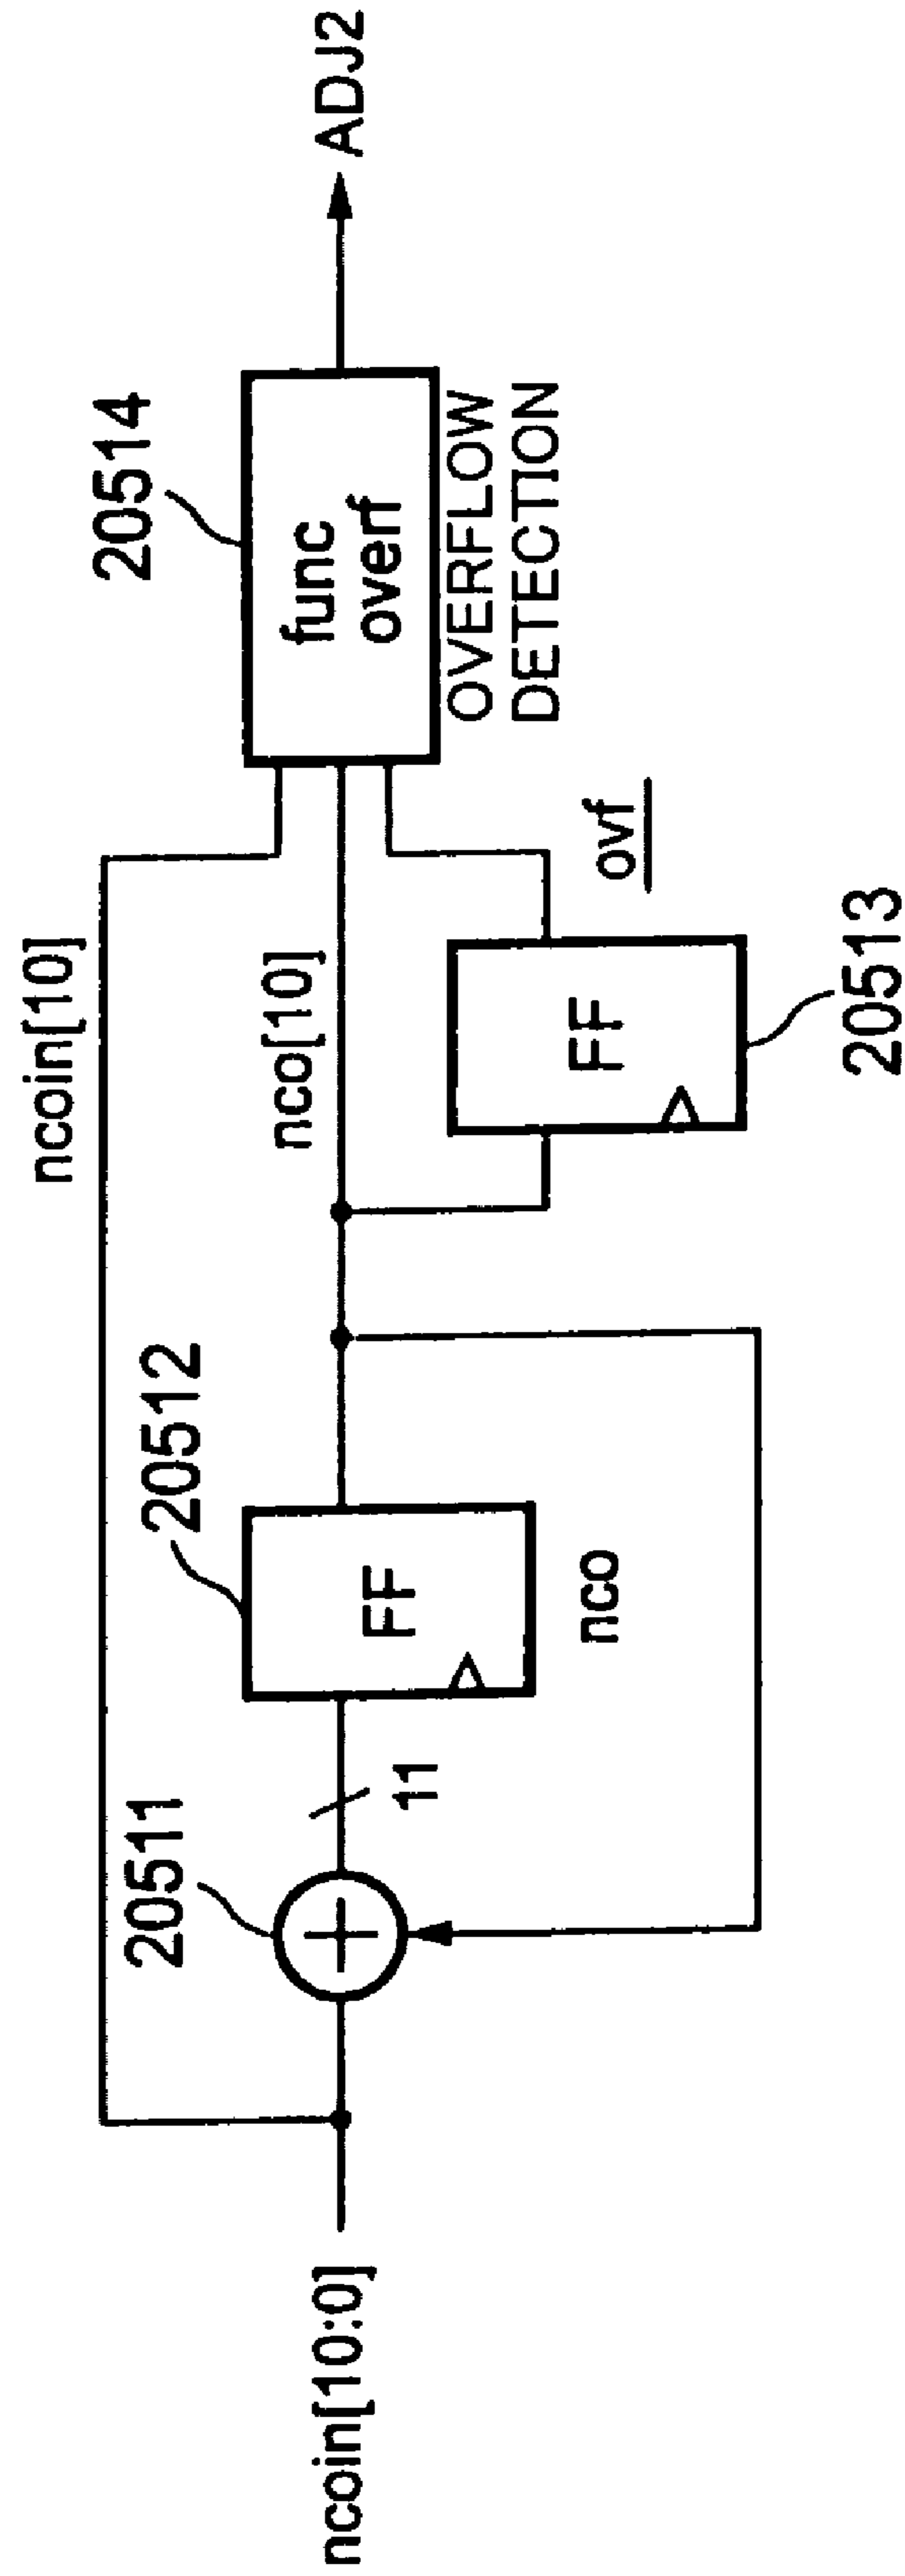 ncoin[10:0]
ncoin[10]
20511
11
20512
FF
nco
nco[10]
FF
20513
ovf
20514
func
overf
OVERFLOW
DETECTION
ADJ2